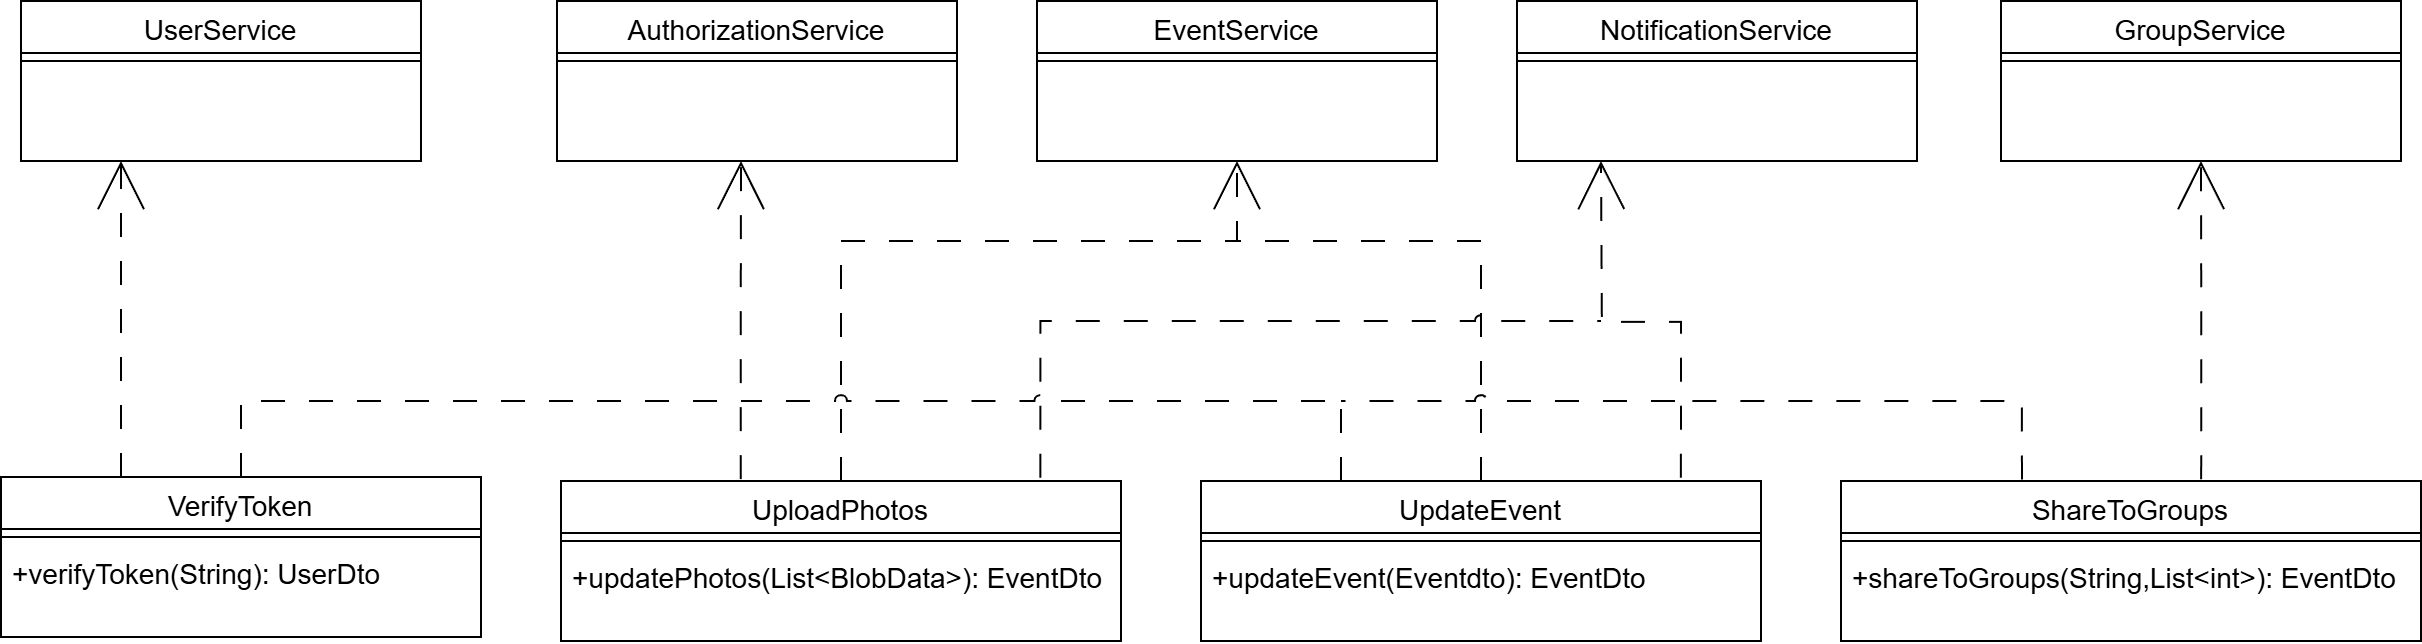 UserService
AuthorizationService
EventService
NotificationService
GroupService
VerifyToken
+verifyToken(String): UserDto
UploadPhotos
+updatePhotos(List<BlobData>): EventDto
UpdateEvent
+updateEvent(Eventdto): EventDto
ShareToGroups
+shareToGroups(String,List<int>): EventDto